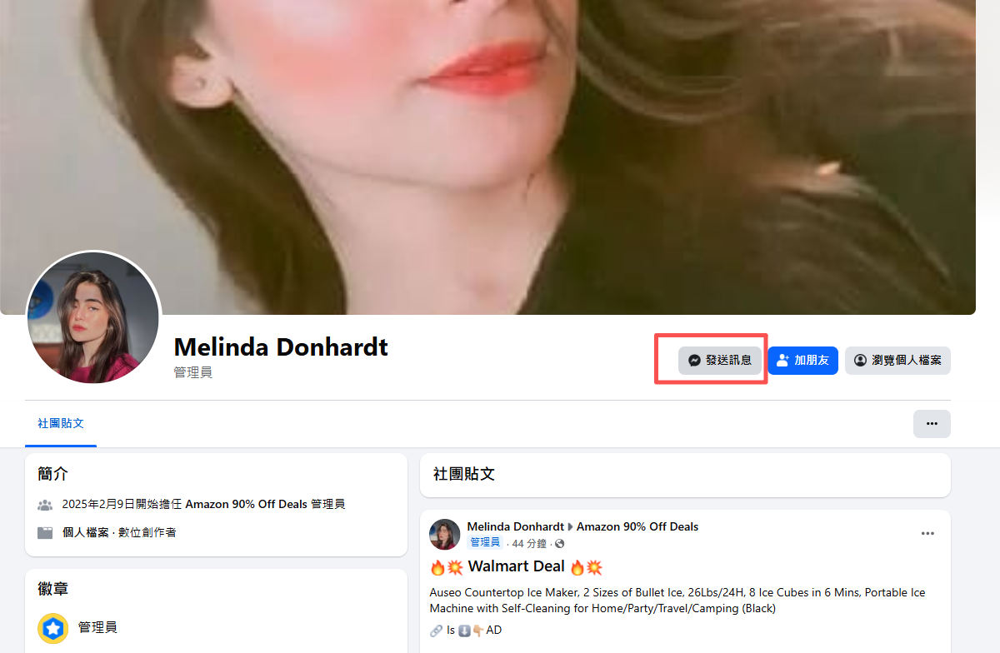 Melinda Donhardt
管理員
發送訊息
加朋友
瀏覽個人檔案
社團貼文
簡介
2025年2月9日開始擔任 Amazon 90% Off Deals 管理員
個人檔案 · 數位創作者
徽章
管理員
社團貼文
Melinda Donhardt ▶ Amazon 90% Off Deals
管理員 · 44 分鐘 ·
🔥💥 Walmart Deal 🔥💥
Auseo Countertop Ice Maker, 2 Sizes of Bullet Ice, 26Lbs/24H, 8 Ice Cubes in 6 Mins, Portable Ice
Machine with Self-Cleaning for Home/Party/Travel/Camping (Black)
🔗 Is ⬇️👇🏼 AD